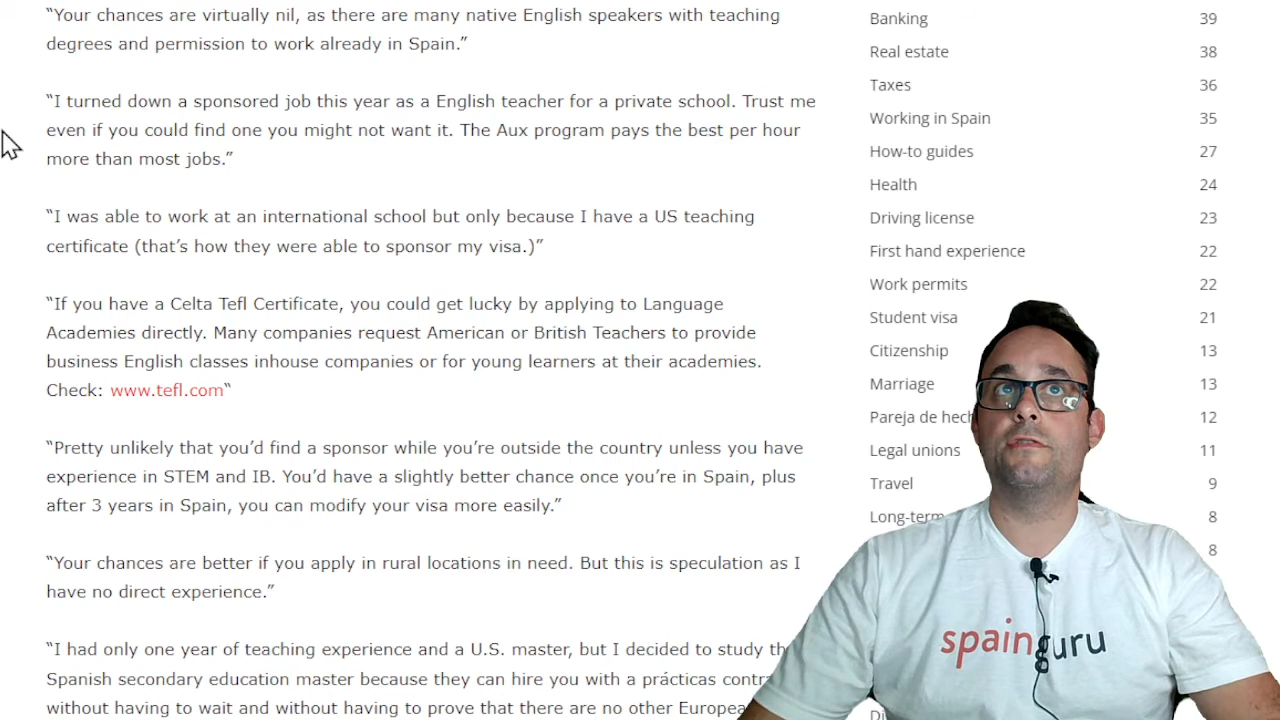 “Your chances are virtually nil, as there are many native English speakers with teaching
degrees and permission to work already in Spain.”
“I turned down a sponsored job this year as a English teacher for a private school. Trust me
even if you could find one you might not want it. The Aux program pays the best per hour
more than most jobs.”
“I was able to work at an international school but only because I have a US teaching
certificate (that’s how they were able to sponsor my visa.)”
“If you have a Celta Tefl Certificate, you could get lucky by applying to Language
Academies directly. Many companies request American or British Teachers to provide
business English classes inhouse companies or for young learners at their academies.
Check: www.tefl.com“
“Pretty unlikely that you’d find a sponsor while you’re outside the country unless you have
experience in STEM and IB. You’d have a slightly better chance once you’re in Spain, plus
after 3 years in Spain, you can modify your visa more easily.”
“Your chances are better if you apply in rural locations in need. But this is speculation as I
have no direct experience.”
“I had only one year of teaching experience and a U.S. master, but I decided to study
Spanish secondary education master because they can hire you with a prácticas
without having to wait and without having to prove that there are no other
Banking 39
Real estate 38
Taxes 36
Working in Spain 35
How-to guides 27
Health 24
Driving license 23
First hand experience 22
Work permits 22
Student visa 21
Citizenship 13
Marriage 13
Pareja de 12
Legal unions 11
Travel 9
Long-term 8
8
spainguru